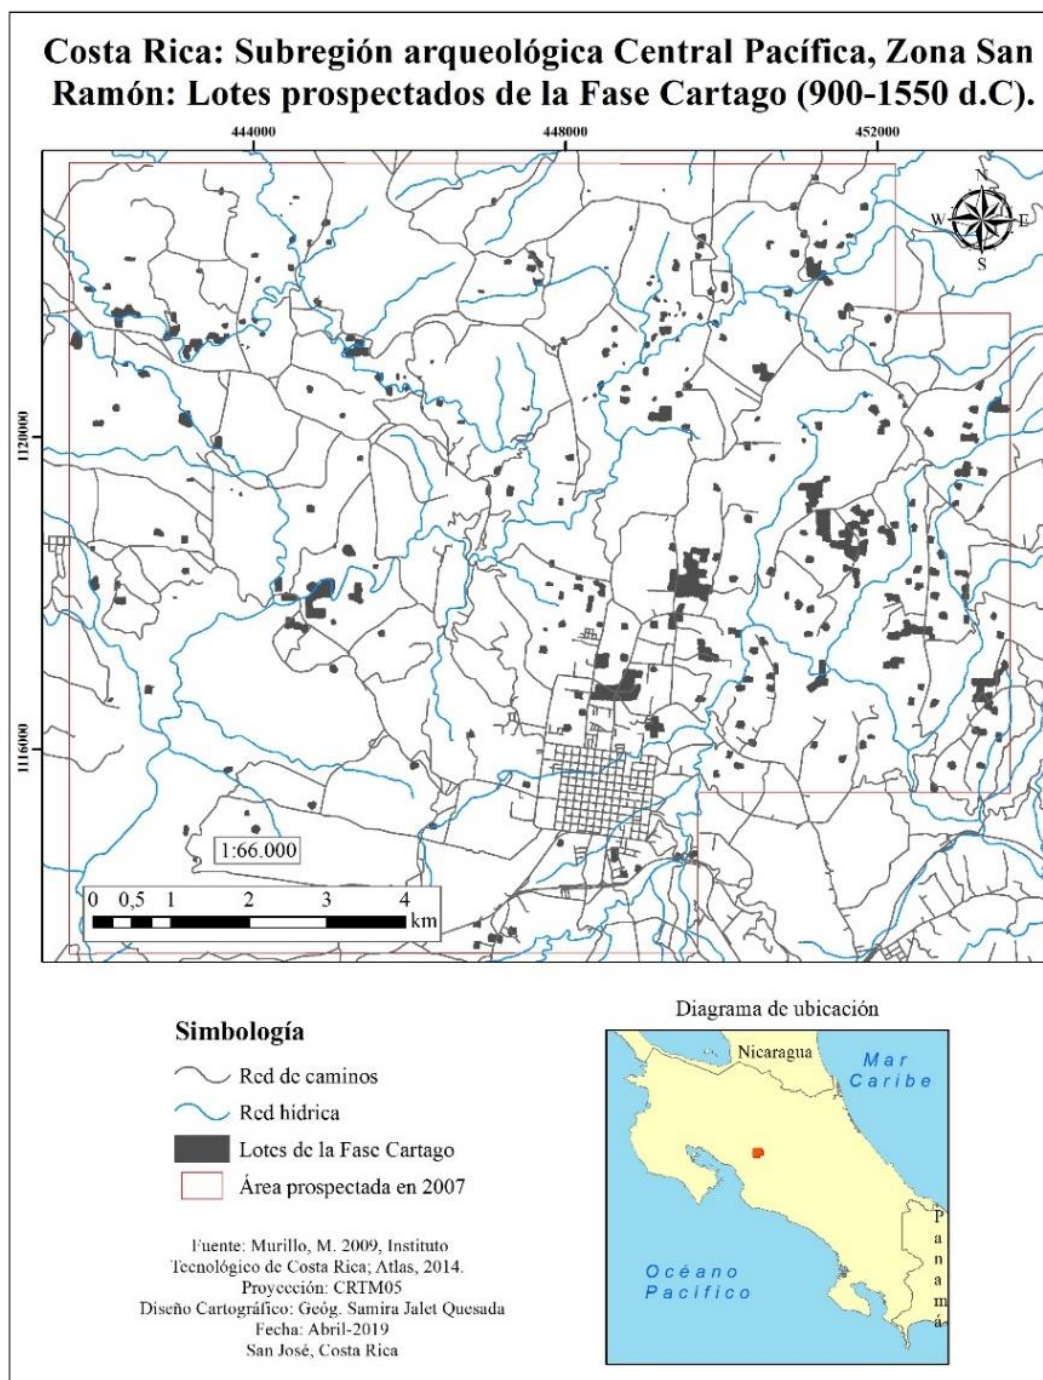 Costa Rica: Subregión arqueológica Central Pacífica, Zona San
Ramón: Lotes prospectados de la Fase Cartago (900-1550 d.C).
444000
448000
452000
N
W
E
S
1120000
1116000
1:66.000
0 0,5 1 2 3 4
km
Simbología
Red de caminos
Red hídrica
Lotes de la Fase Cartago
Área prospectada en 2007
Fuente: Murillo, M. 2009, Instituto
Tecnológico de Costa Rica; Atlas, 2014.
Proyección: CRTM05
Diseño Cartográfico: Geóg. Samira Jalet Quesada
Fecha: Abril-2019
San José, Costa Rica
Diagrama de ubicación
Nicaragua
Mar
Caribe
Océano
Pacífico
Panamá